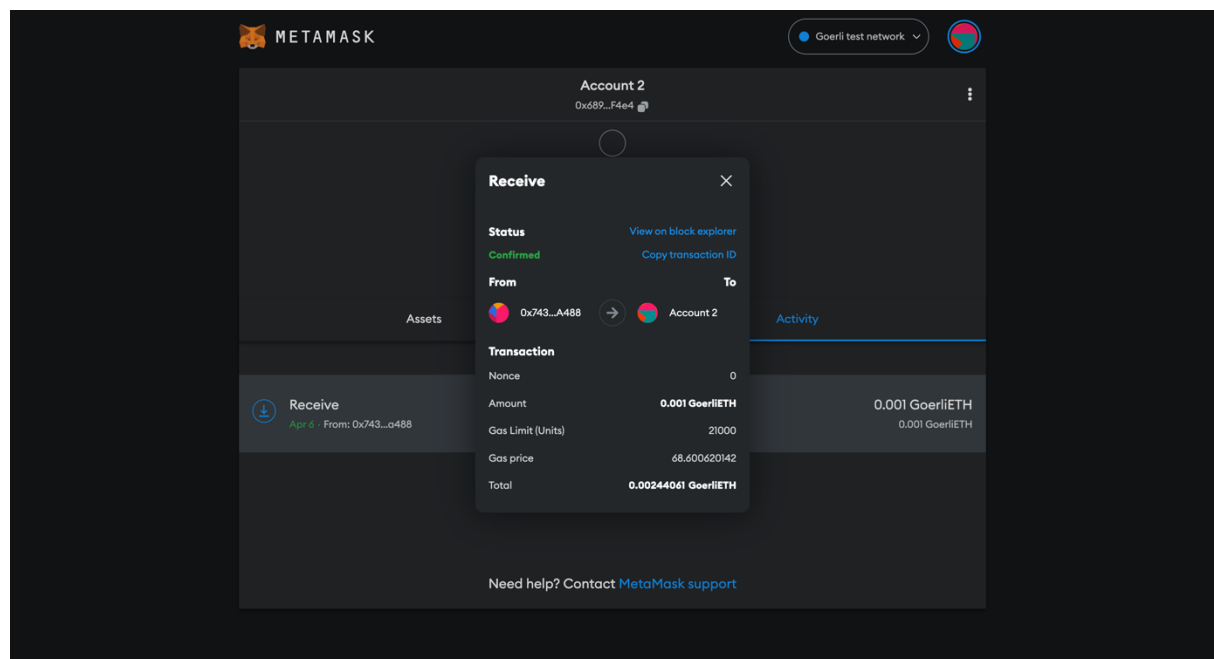 METAMASK
Goerli test network
Account 2
0x689...F4e4
Receive
Status
View on block explorer
Confirmed
Copy transaction ID
From
To
0x743...A488
Account 2
Assets
Activity
Transaction
Nonce
0
Amount
0.001 GoerliETH
Gas Limit (Units)
21000
Gas price
68.600620142
Total
0.00244061 GoerliETH
Receive
Apr 6 · From: 0x743...a488
0.001 GoerliETH
0.001 GoerliETH
Need help? Contact MetaMask support